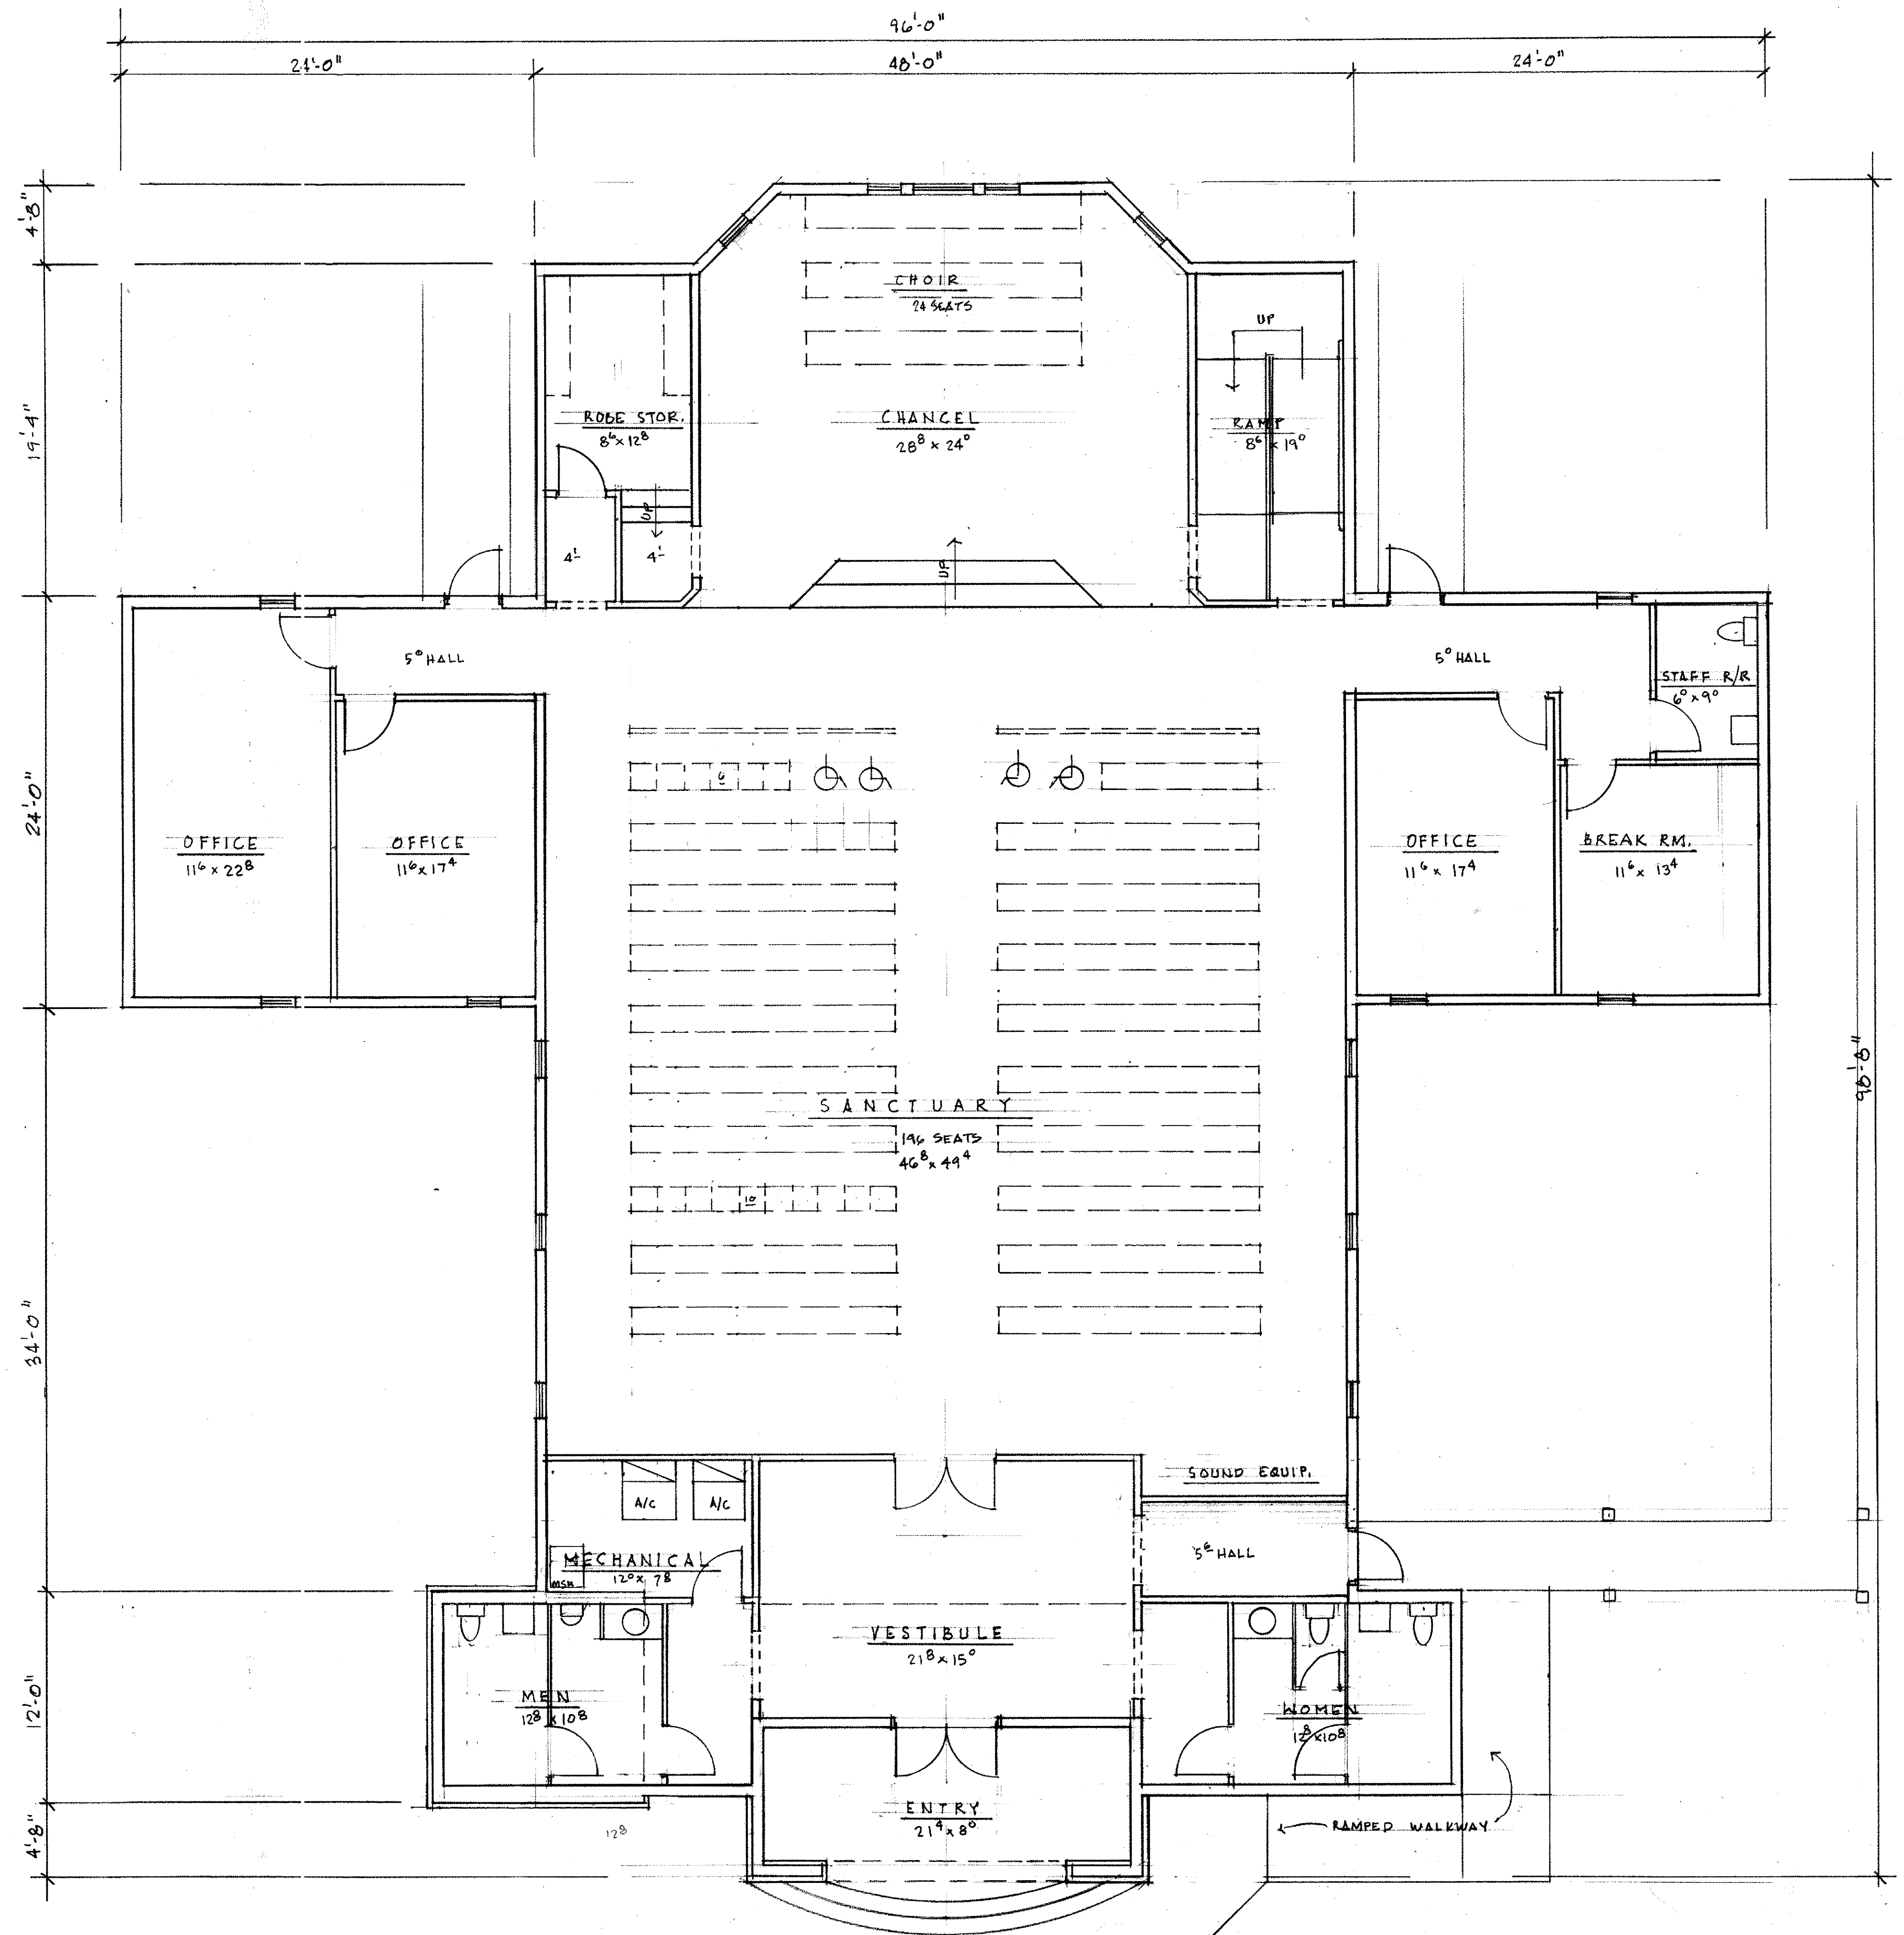 96'-0"
24'-0"
48'-0"
24'-0"
4'-8"
CHOIR
24 SEATS
UP
19'-4"
ROBE STOR.
8⁶ x 12⁸
CHANCEL
28⁸ x 24⁰
RAMP
8⁶ x 19⁰
UP
4'-
4'-
UP
5⁰ HALL
5⁰ HALL
STAFF R/R
6⁰ x 9⁰
6
24'-0"
OFFICE
11⁶ x 22⁸
OFFICE
11⁶ x 17⁴
OFFICE
11⁶ x 17⁴
BREAK RM.
11⁶ x 13⁴
98'-8"
SANCTUARY
196 SEATS
46⁸ x 49⁴
10
34'-0"
SOUND EQUIP.
A/C
A/C
MECHANICAL
12⁰ x 7⁸
MSB
5⁶ HALL
VESTIBULE
21⁸ x 15⁰
12'-0"
MEN
12⁸ x 10⁸
WOMEN
12⁸ x 10⁸
ENTRY
21⁴ x 8⁰
RAMPED WALKWAY
12⁸
4'-8"